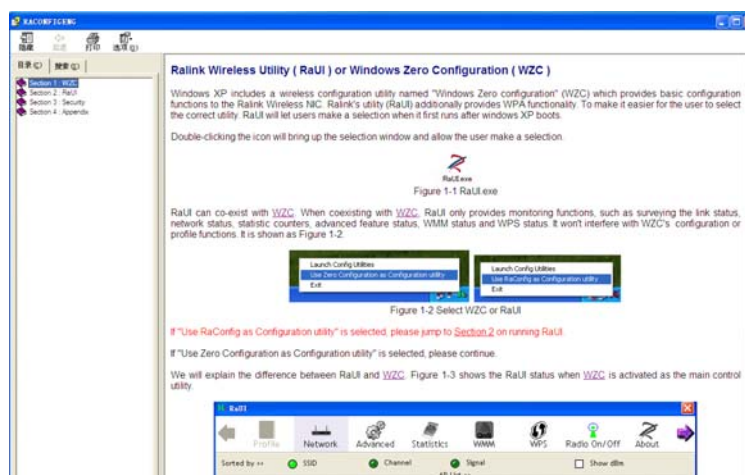 RACONFIGENG
隐藏 后退 打印 选项(O)
目录(C) 搜索(S)
Section 1 : WZC
Section 2 : RaUI
Section 3 : Security
Section 4 : Appendix
Ralink Wireless Utility ( RaUI ) or Windows Zero Configuration ( WZC )
Windows XP includes a wireless configuration utility named "Windows Zero configuration" (WZC) which provides basic configuration
functions to the Ralink Wireless NIC. Ralink's utility (RaUI) additionally provides WPA functionality. To make it easier for the user to select
the correct utility. RaUI will let users make a selection when it first runs after windows XP boots.
Double-clicking the icon will bring up the selection window and allow the user make a selection.
RaUI.exe
Figure 1-1 RaUI.exe
RaUI can co-exist with WZC. When coexisting with WZC, RaUI only provides monitoring functions, such as surveying the link status,
network status, statistic counters, advanced feature status, WMM status and WPS status. It won't interfere with WZC's configuration or
profile functions. It is shown as Figure 1-2.
Launch Config Utilities
Use Zero Configuration as Configuration utility
Exit
Launch Config Utilities
Use RaConfig as Configuration utility
Exit
Figure 1-2 Select WZC or RaUI
If "Use RaConfig as Configuration utility" is selected, please jump to Section 2 on running RaUI.
If "Use Zero Configuration as Configuration utility" is selected, please continue.
We will explain the difference between RaUI and WZC. Figure 1-3 shows the RaUI status when WZC is activated as the main control
utility.
RaUI
Profile Network Advanced Statistics WMM WPS Radio On/Off About
Sorted by >> SSID Channel Signal Show dBm